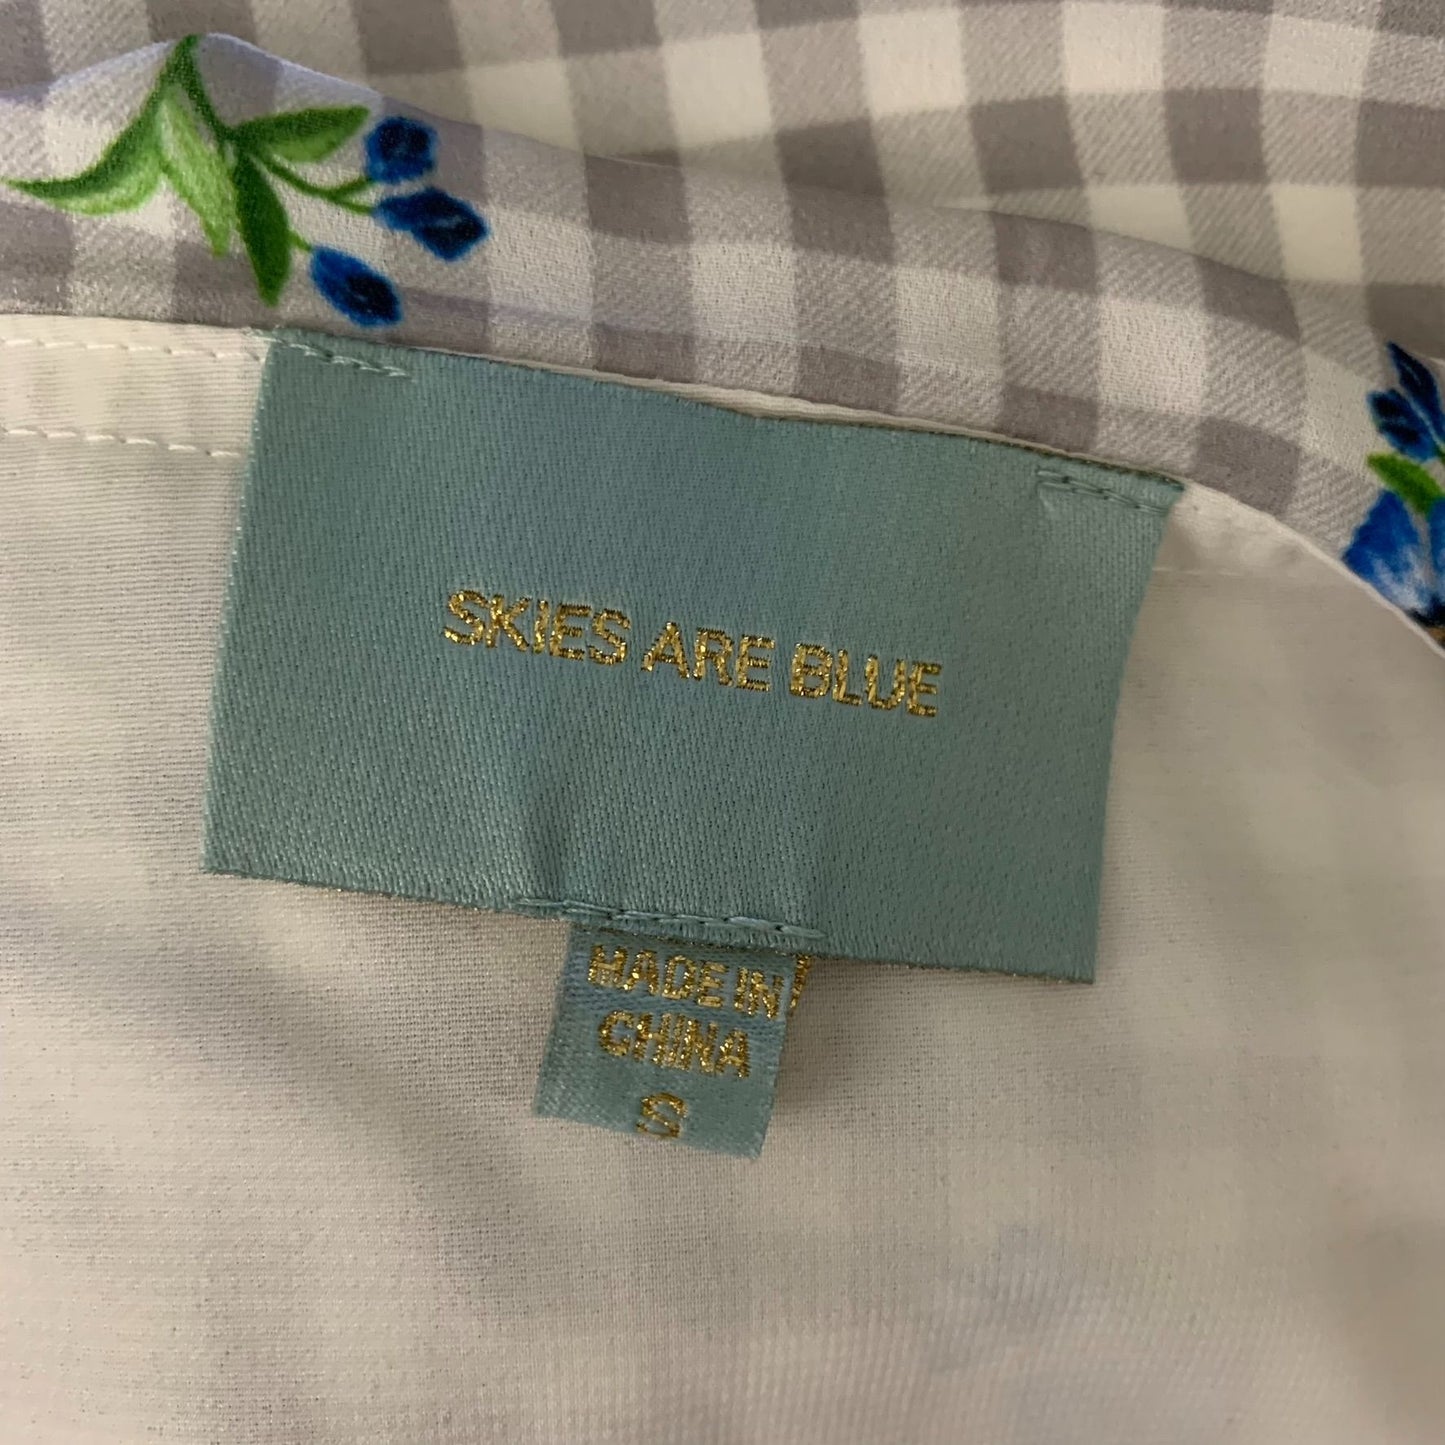 SKIES ARE BLUE
MADE IN
CHINA
S